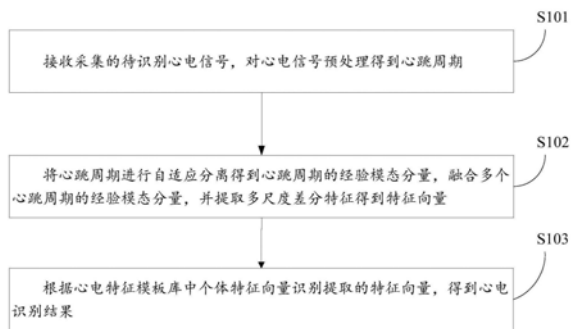 S101
接收采集的待识别心电信号，对心电信号预处理得到心跳周期
S102
将心跳周期进行自适应分离得到心跳周期的经验模态分量，融合多个
心跳周期的经验模态分量，并提取多尺度差分特征得到特征向量
S103
根据心电特征模板库中个体特征向量识别提取的特征向量，得到心电
识别结果